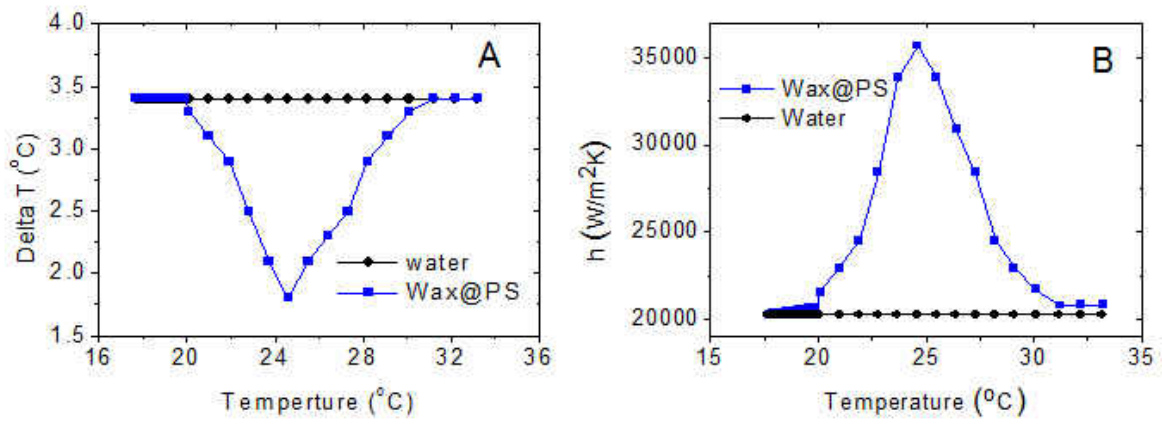 A
4.0
3.5
3.0
2.5
2.0
1.5
Delta T (°C)
water
Wax@PS
16 20 24 28 32 36
Temperture (°C)
B
35000
30000
25000
20000
h (W/m²K)
Wax@PS
Water
15 20 25 30 35
Temperature (ºC)